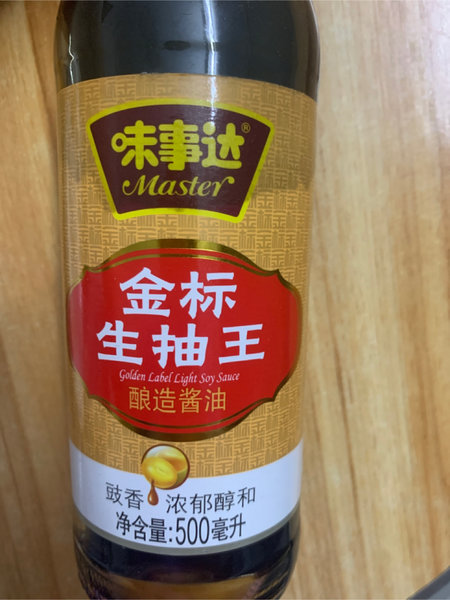 味事达®
Master
金标
生抽王
Golden Label Light Soy Sauce
酿造酱油
豉香 浓郁醇和
净含量:500毫升